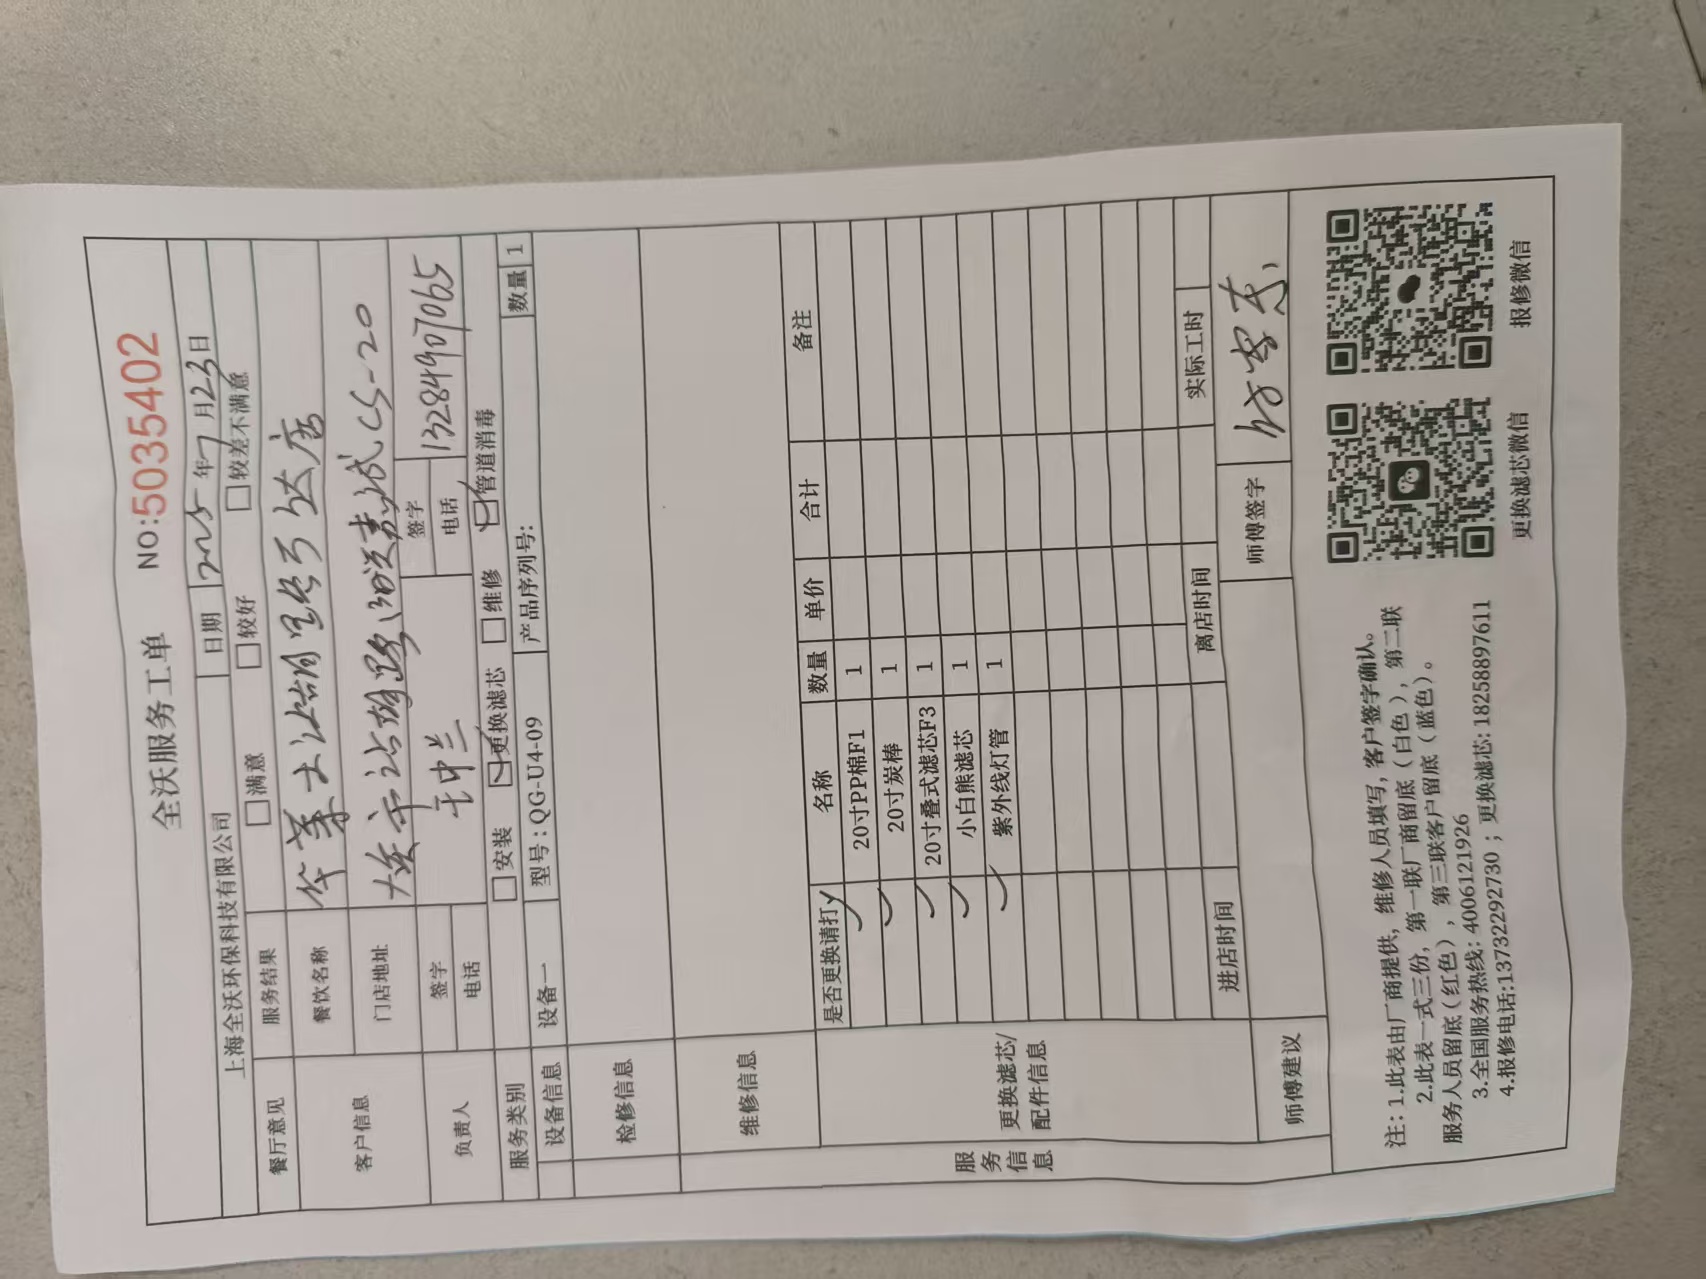 全沃服务工单 NO:5035402
上海全沃环保科技有限公司 日期 2025年7月23日
餐厅意见 服务结果 □满意 □较好 □较差不满意
客户信息 餐饮名称 华莱士 店
门店地址 CS-20
负责人 签字 签字
电话 电话 13284907065
服务类别 □安装 ☑更换滤芯 □维修 ☑管道消毒
设备信息 设备一 型号:QG-U4-09 产品序列号: 数量 1
检修信息
维修信息
服务信息
更换滤芯/配件信息
是否更换请打√ 名称 数量 单价 合计 备注
✓ 20寸PP棉F1 1
✓ 20寸炭棒 1
✓ 20寸叠式滤芯F3 1
✓ 小白熊滤芯 1
✓ 紫外线灯管 1
进店时间 离店时间 实际工时
师傅建议 师傅签字
注:1.此表由厂商提供,维修人员填写,客户签字确认。
2.此表一式三份,第一联厂商留底(白色),第二联
服务人员留底(红色),第三联客户留底(蓝色)。
3.全国服务热线:4006121926
4.报修电话:13732292730;更换滤芯:18258897611
更换滤芯微信 报修微信